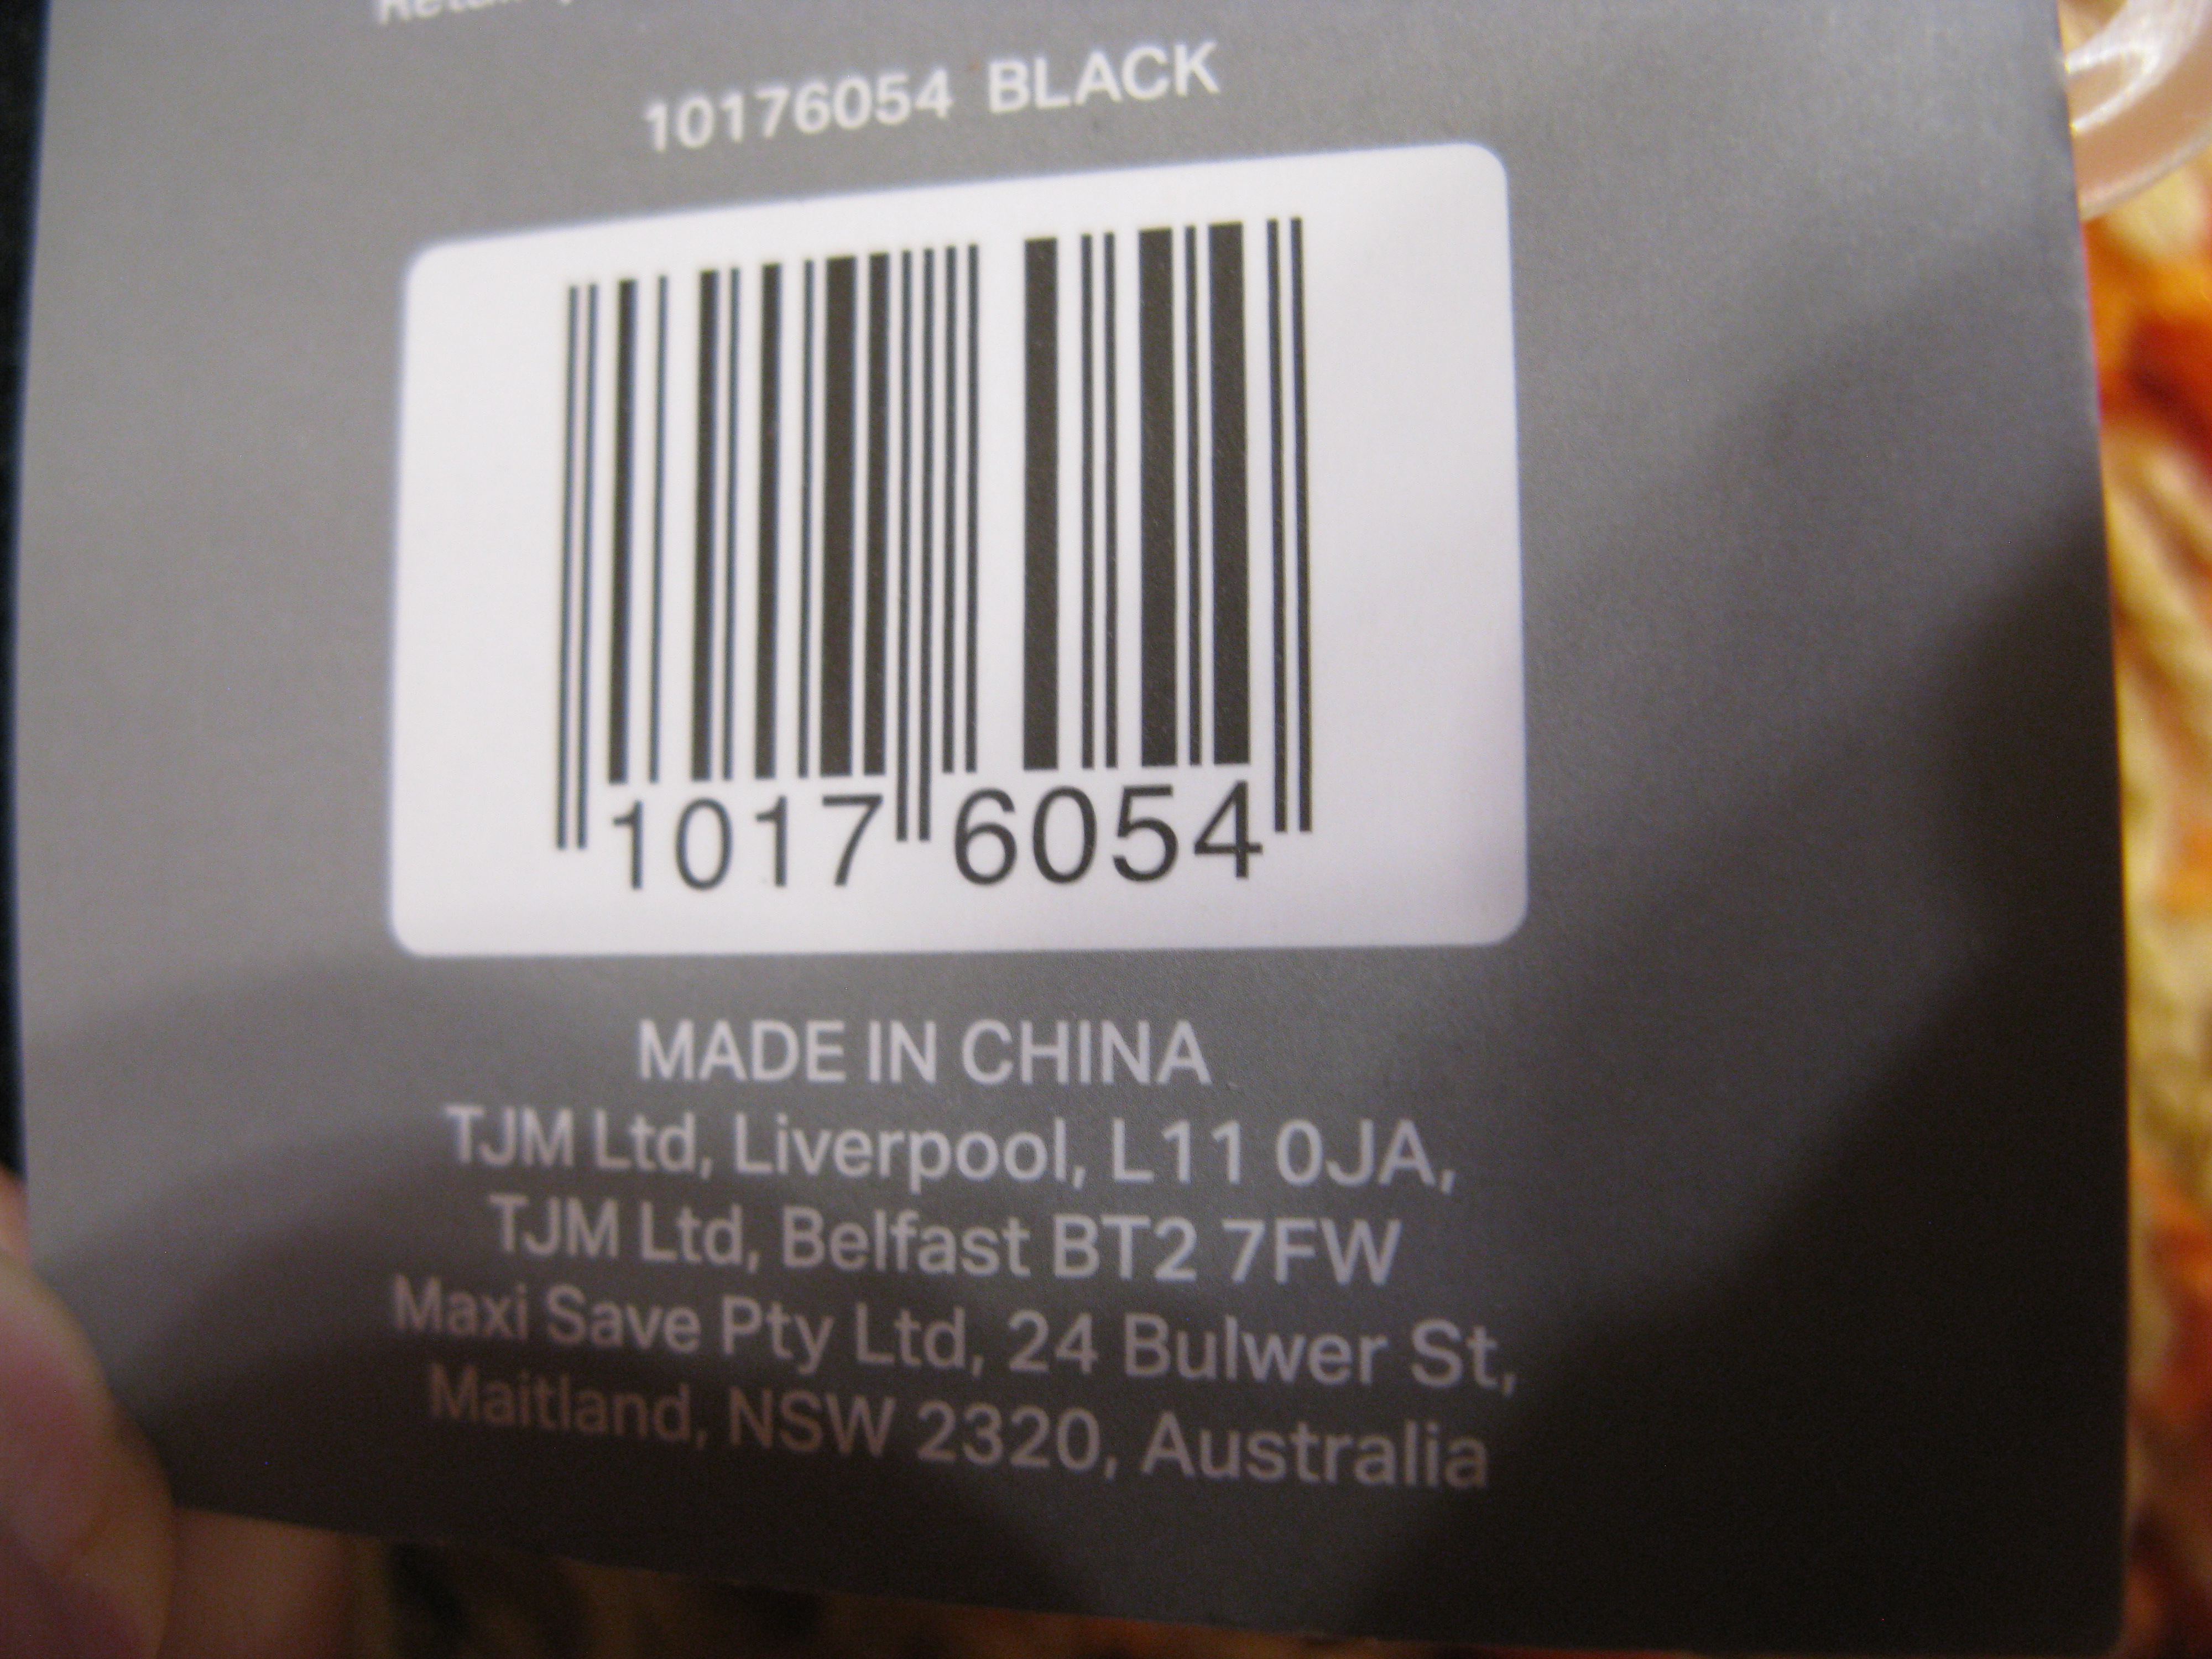 10176054 BLACK
1017 6054
MADE IN CHINA
TJM Ltd, Liverpool, L11 0JA,
TJM Ltd, Belfast BT2 7FW
Maxi Save Pty Ltd, 24 Bulwer St,
Maitland, NSW 2320, Australia